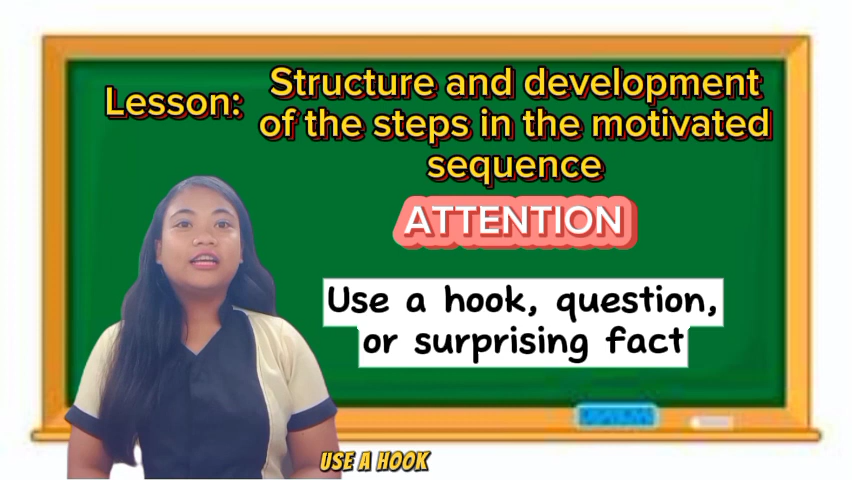 Lesson:
Structure and development
of the steps in the motivated
sequence
ATTENTION
Use a hook, question,
or surprising fact
USE A HOOK